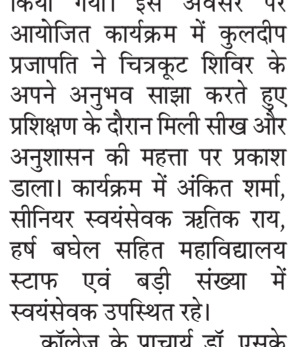 किया गया। इस अवसर पर
आयोजित कार्यक्रम में कुलदीप
प्रजापति ने चित्रकूट शिविर के
अपने अनुभव साझा करते हुए
प्रशिक्षण के दौरान मिली सीख और
अनुशासन की महत्ता पर प्रकाश
डाला। कार्यक्रम में अंकित शर्मा,
सीनियर स्वयंसेवक ऋतिक राय,
हर्ष बघेल सहित महाविद्यालय
स्टाफ एवं बड़ी संख्या में
स्वयंसेवक उपस्थित रहे।
कॉलेज के प्राचार्य डॉ. एसके